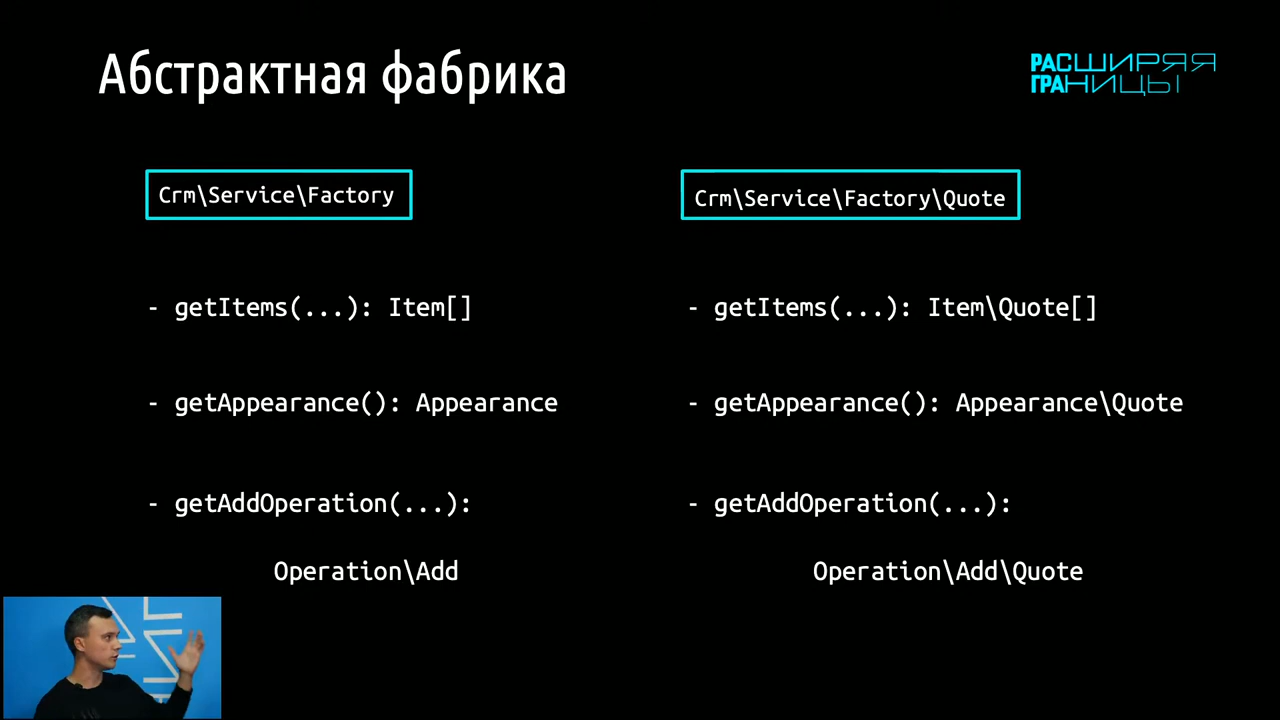 Абстрактная фабрика
РАСШИРЯЯ
ГРАНИЦЫ
Crm\Service\Factory
- getItems(...): Item[]
- getAppearance(): Appearance
- getAddOperation(...):
Operation\Add
Crm\Service\Factory\Quote
- getItems(...): Item\Quote[]
- getAppearance(): Appearance\Quote
- getAddOperation(...):
Operation\Add\Quote